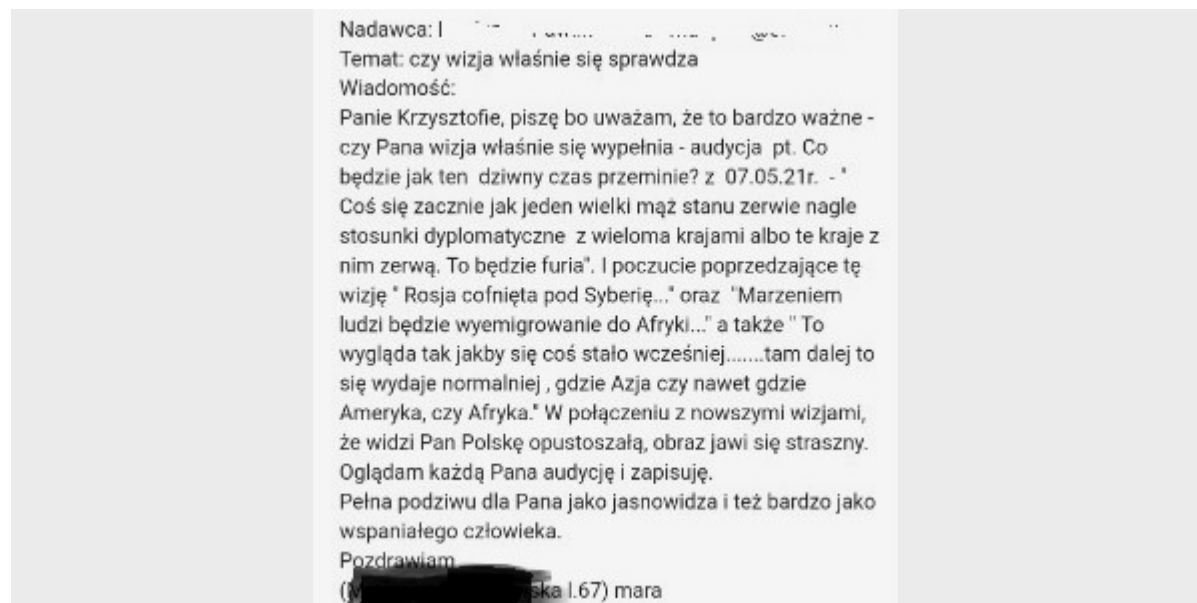 Nadawca: I
Temat: czy wizja właśnie się sprawdza
Wiadomość:
Panie Krzysztofie, piszę bo uważam, że to bardzo ważne -
czy Pana wizja właśnie się wypełnia - audycja pt. Co
będzie jak ten dziwny czas przeminie? z 07.05.21r. - "
Coś się zacznie jak jeden wielki mąż stanu zerwie nagle
stosunki dyplomatyczne z wieloma krajami albo te kraje z
nim zerwą. To będzie furia". I poczucie poprzedzające tę
wizję " Rosja cofnięta pod Syberię..." oraz "Marzeniem
ludzi będzie wyemigrowanie do Afryki..." a także " To
wygląda tak jakby się coś stało wcześniej.......tam dalej to
się wydaje normalniej , gdzie Azja czy nawet gdzie
Ameryka, czy Afryka." W połączeniu z nowszymi wizjami,
że widzi Pan Polskę opustoszałą, obraz jawi się straszny.
Oglądam każdą Pana audycję i zapisuję.
Pełna podziwu dla Pana jako jasnowidza i też bardzo jako
wspaniałego człowieka.
Pozdrawiam
ska l.67) mara